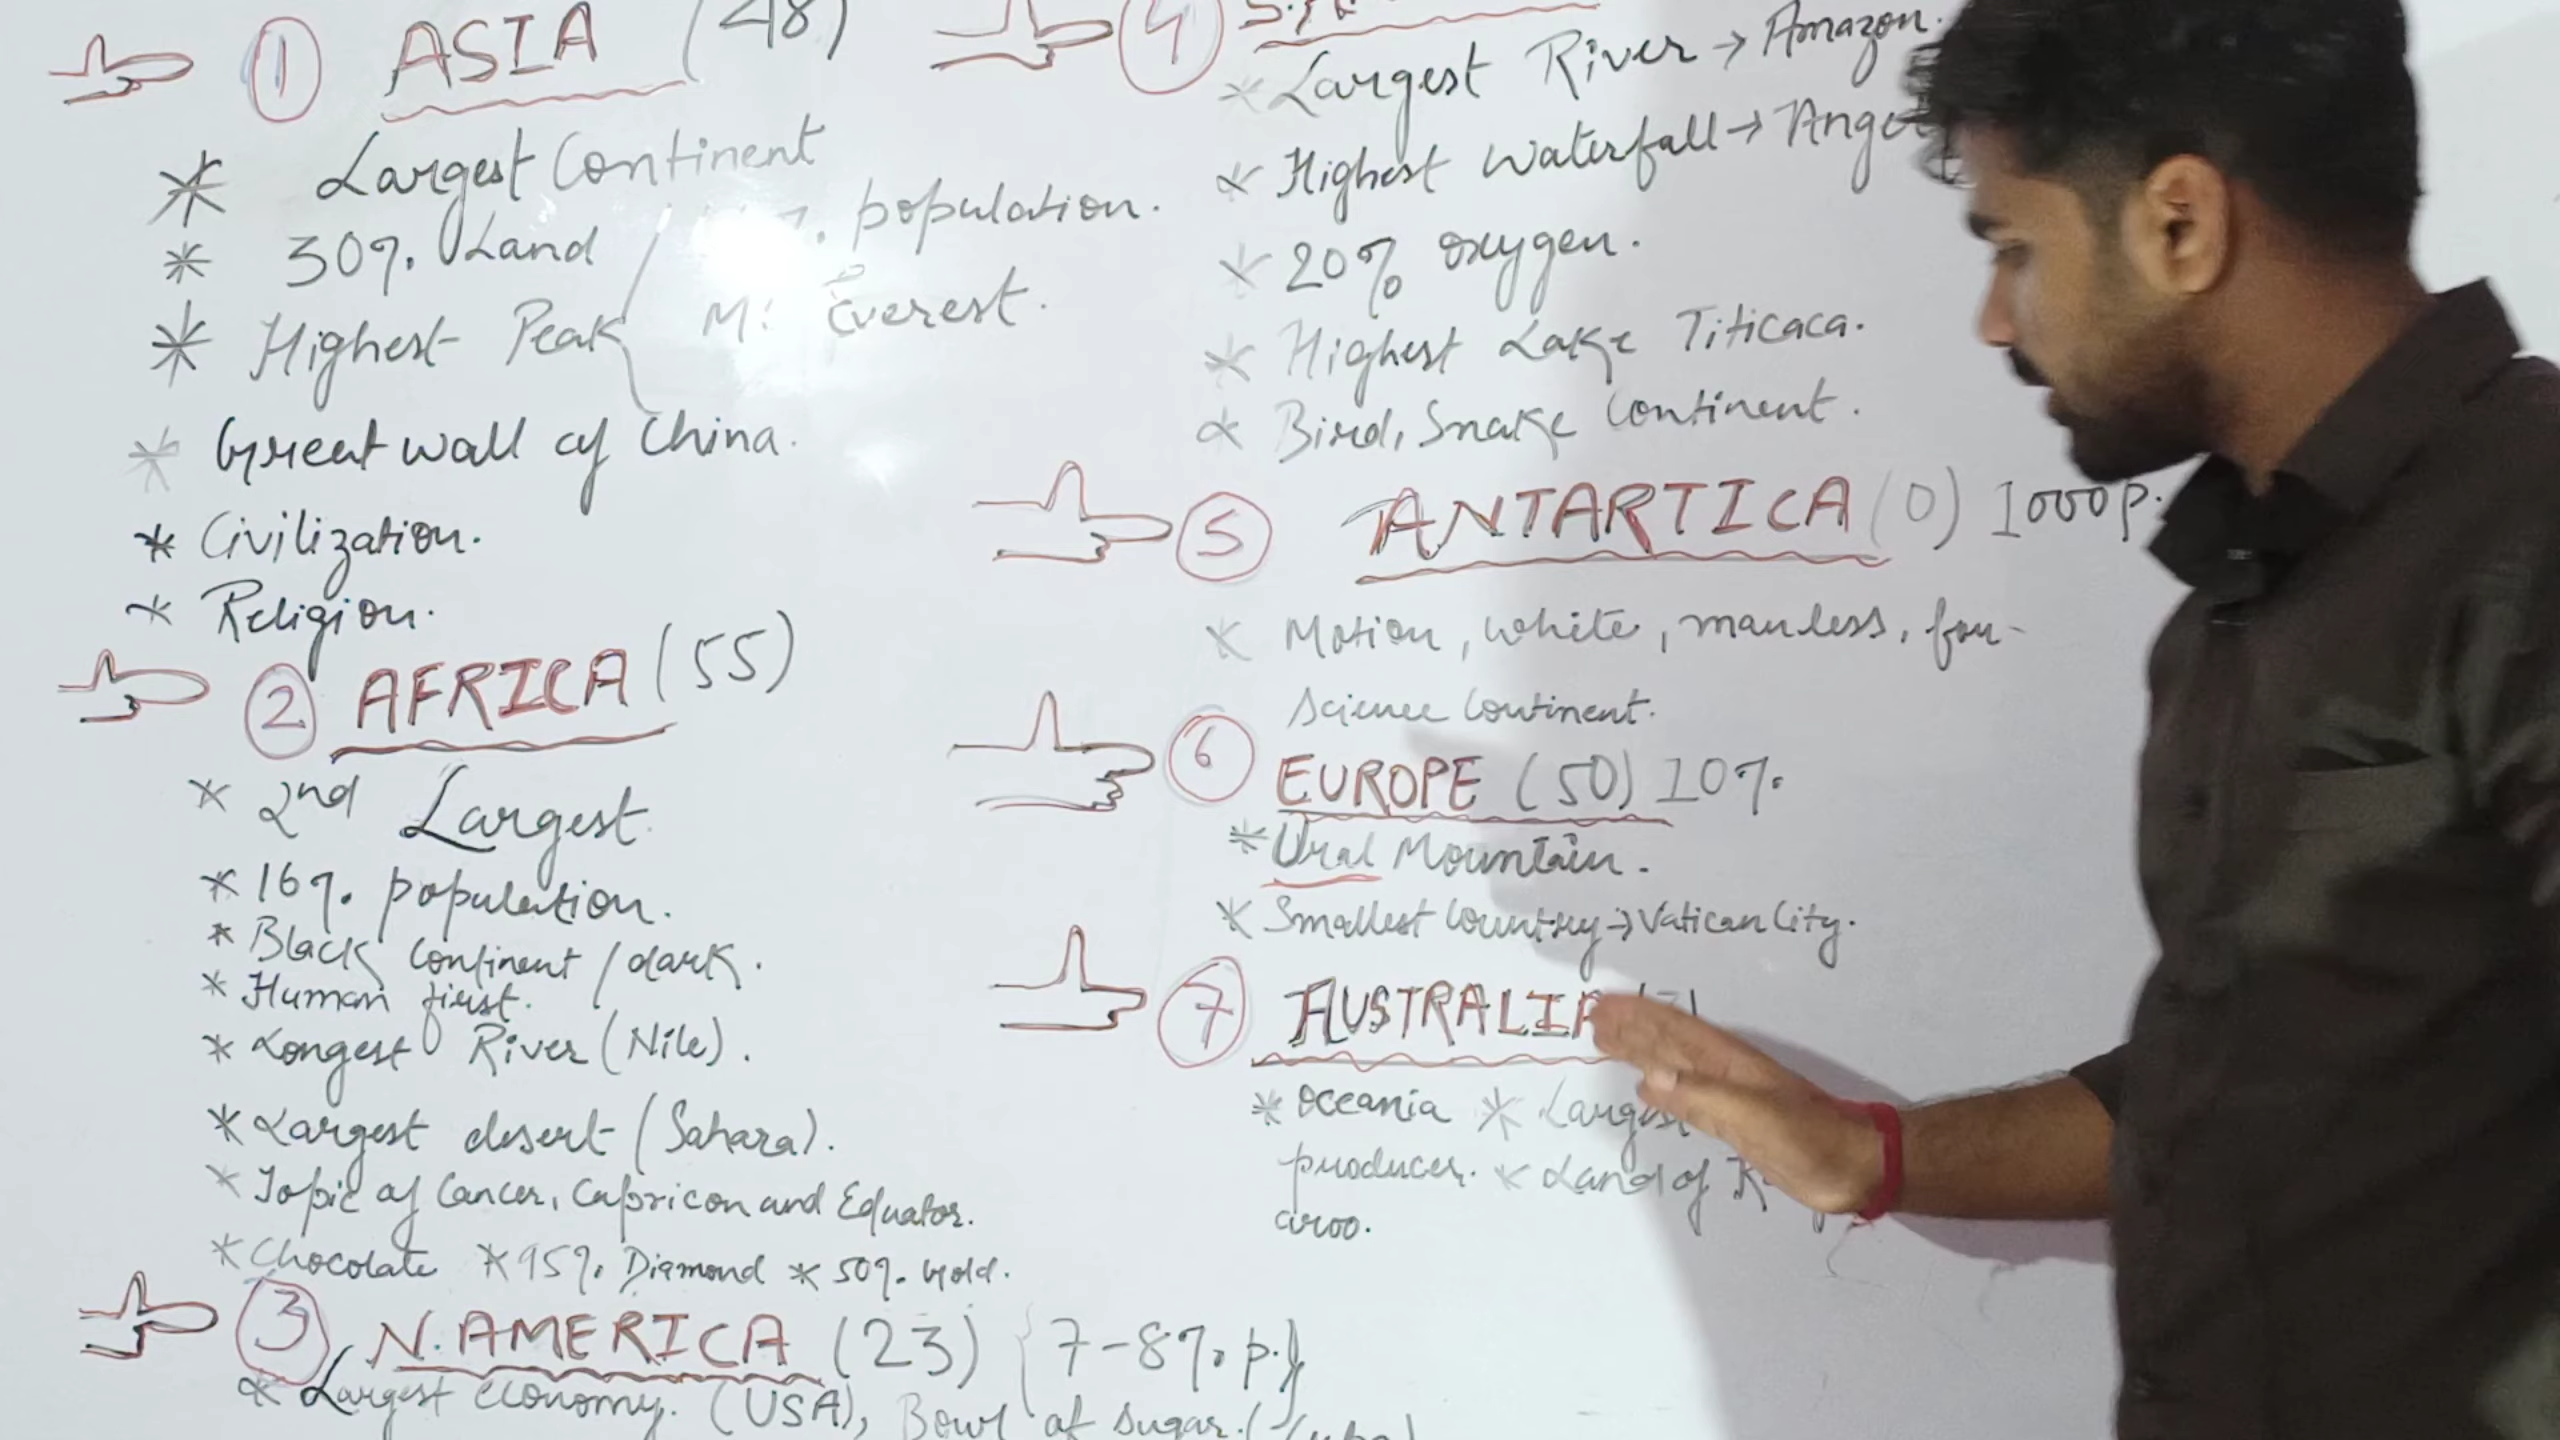 1 ASIA (48)
* Largest Continent
* 30%. Land / %. population.
* Highest Peak Mt Everest.
* Great wall of China.
* Civilization.
* Religion.
2 AFRICA (55)
* 2nd Largest.
* 16%. population.
* Black Continent / dark.
* Human first.
* Longest River (Nile).
* Largest desert (Sahara).
* Topic of Cancer, Capricon and Equator.
* Chocolate * 95%. Diamond * 50%. Gold.
3 N. AMERICA (23) {7-8%. p.}
* Largest economy. (USA), Bowl of sugar. (
4
* Largest River → Amazon.
* Highest Waterfall → Angel
* 20% oxygen.
* Highest Lake Titicaca.
* Bird, Snake Continent.
5 ANTARTICA (0) 1000 p.
* Motion, white, manless, for
Science Continent.
6 EUROPE (50) 10%.
* Ural Mountain.
* Smallest Country → Vatican City.
7 AUSTRALIA
* Oceania * Largest
producer. * Land of
aroo.